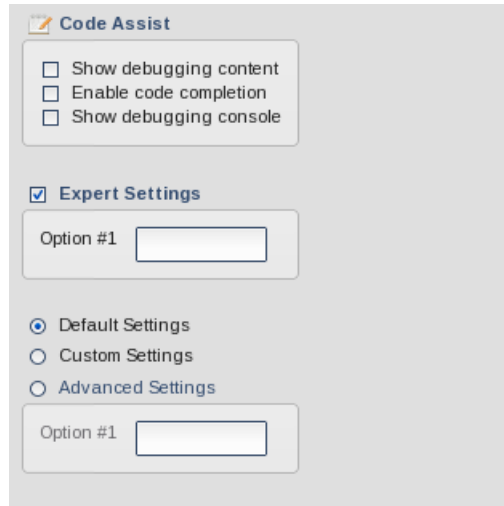 Code Assist
Show debugging content
Enable code completion
Show debugging console
Expert Settings
Option #1
Default Settings
Custom Settings
Advanced Settings
Option #1